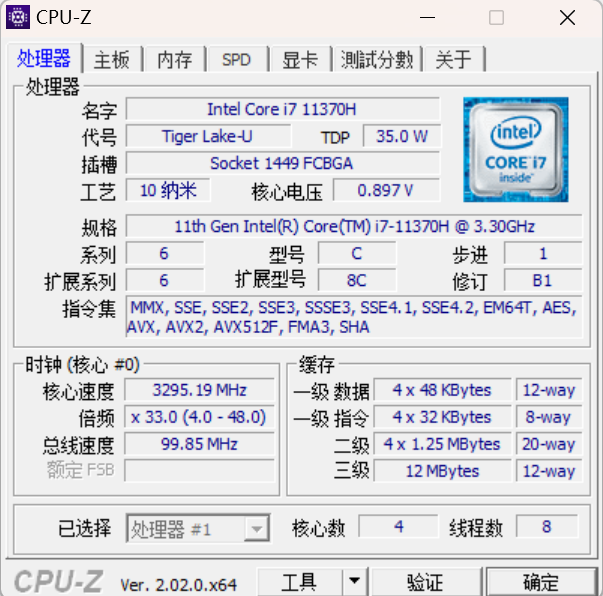 CPU-Z
处理器 主板 内存 SPD 显卡 測試分數 关于
处理器
名字 Intel Core i7 11370H
代号 Tiger Lake-U TDP 35.0 W
插槽 Socket 1449 FCBGA
工艺 10 纳米 核心电压 0.897 V
intel
CORE i7
inside
规格 11th Gen Intel(R) Core(TM) i7-11370H @ 3.30GHz
系列 6 型号 C 步进 1
扩展系列 6 扩展型号 8C 修订 B1
指令集 MMX, SSE, SSE2, SSE3, SSSE3, SSE4.1, SSE4.2, EM64T, AES,
AVX, AVX2, AVX512F, FMA3, SHA
时钟 (核心 #0) 缓存
核心速度 3295.19 MHz 一级 数据 4 x 48 KBytes 12-way
倍频 x 33.0 (4.0 - 48.0) 一级 指令 4 x 32 KBytes 8-way
总线速度 99.85 MHz 二级 4 x 1.25 MBytes 20-way
额定 FSB 三级 12 MBytes 12-way
已选择 处理器 #1 核心数 4 线程数 8
CPU-Z Ver. 2.02.0.x64 工具 验证 确定